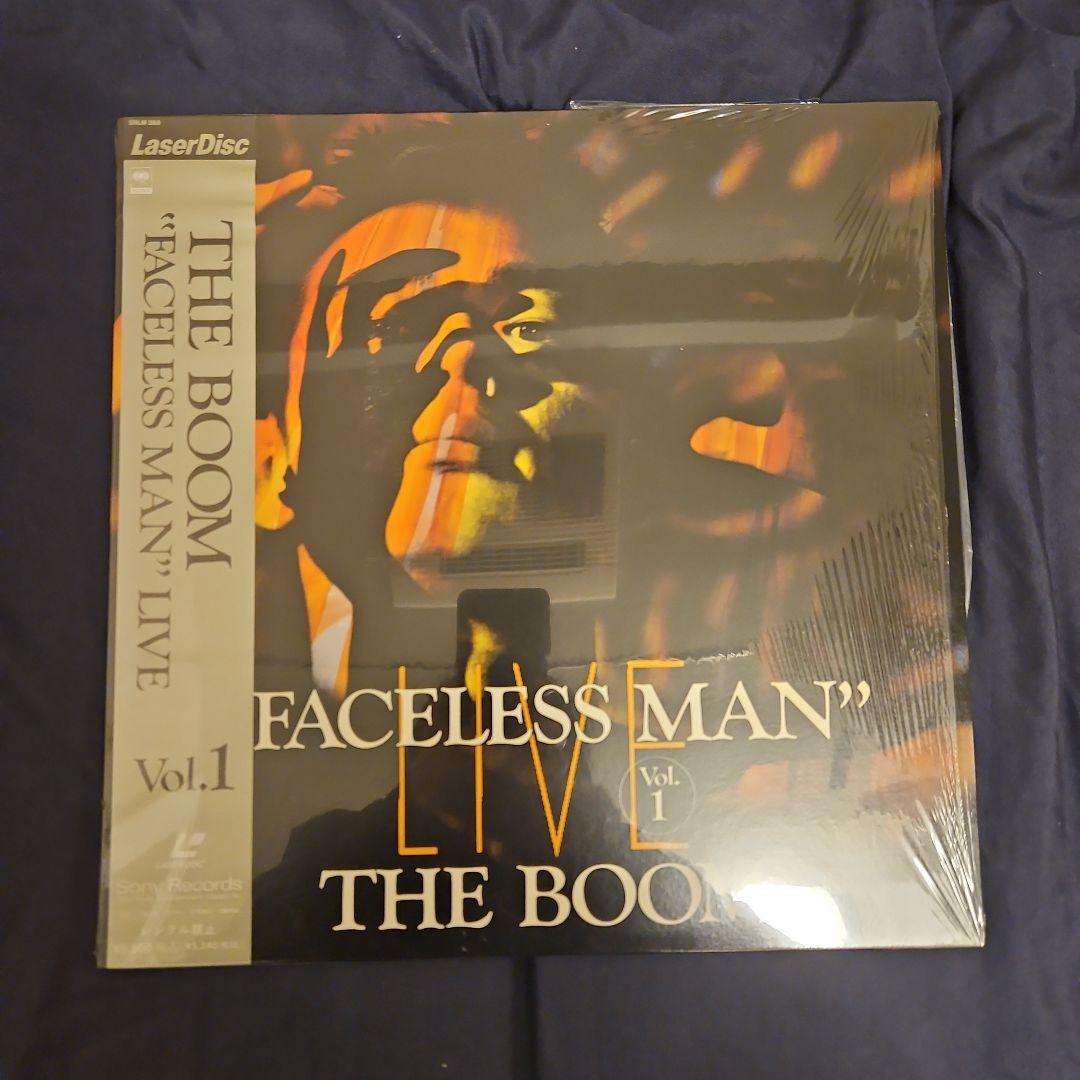 LaserDisc
THE BOOM
“FACELESS MAN” LIVE
Vol.1
Sony Records
レンタル禁止
FACELESS MAN”
LIVE
Vol.
1
THE BOOM